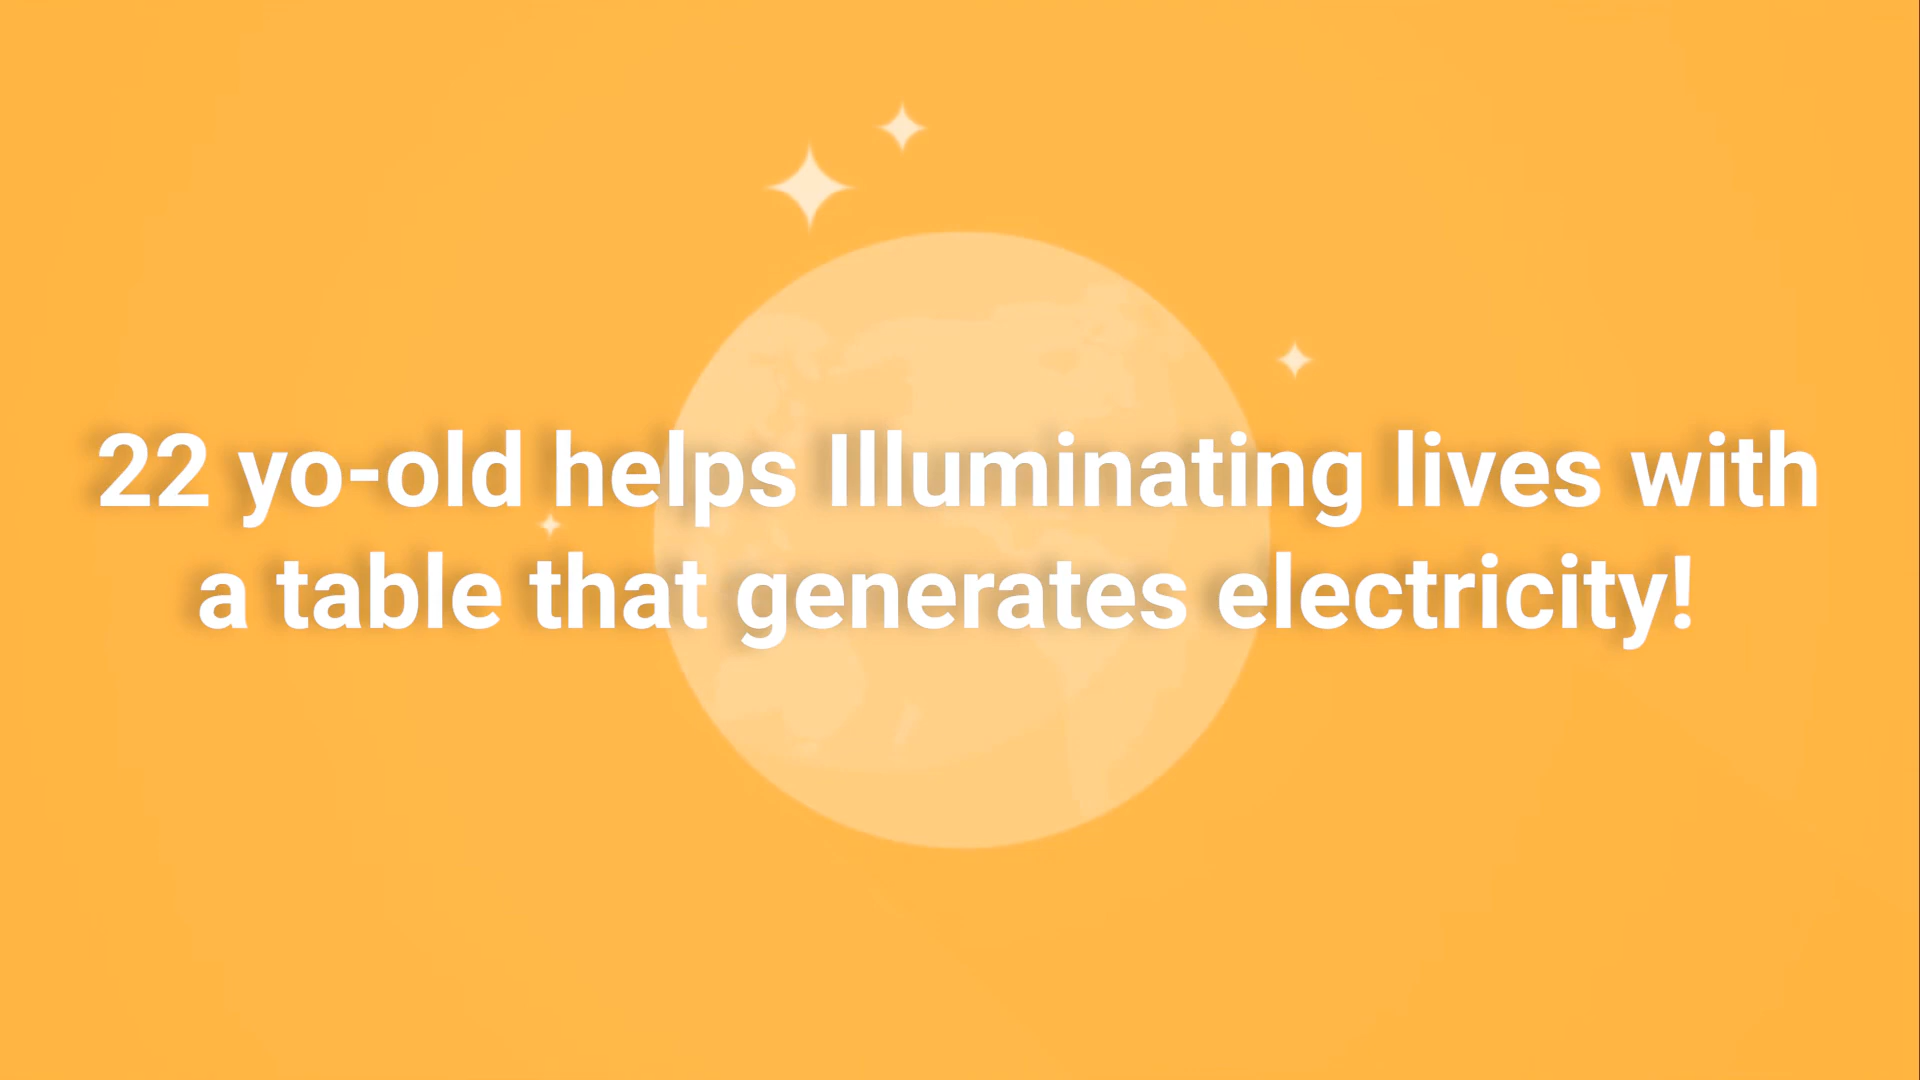 22 yo-old helps Illuminating lives with
a table that generates electricity!